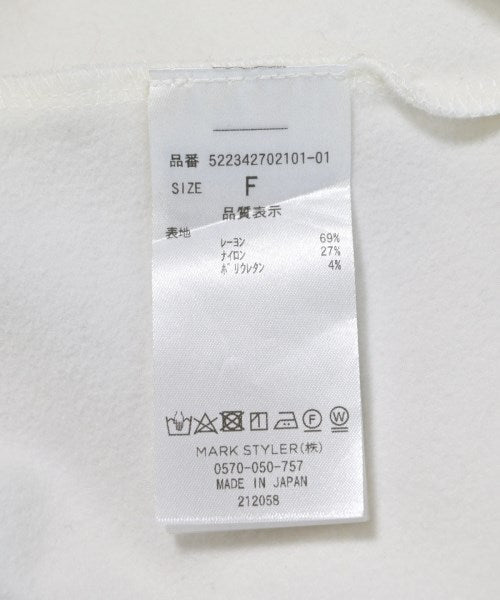 品番 522342702101-01
SIZE F
品質表示
表地 レーヨン 69%
ナイロン 27%
ポリウレタン 4%
F W
MARK STYLER(株)
0570-050-757
MADE IN JAPAN
212058